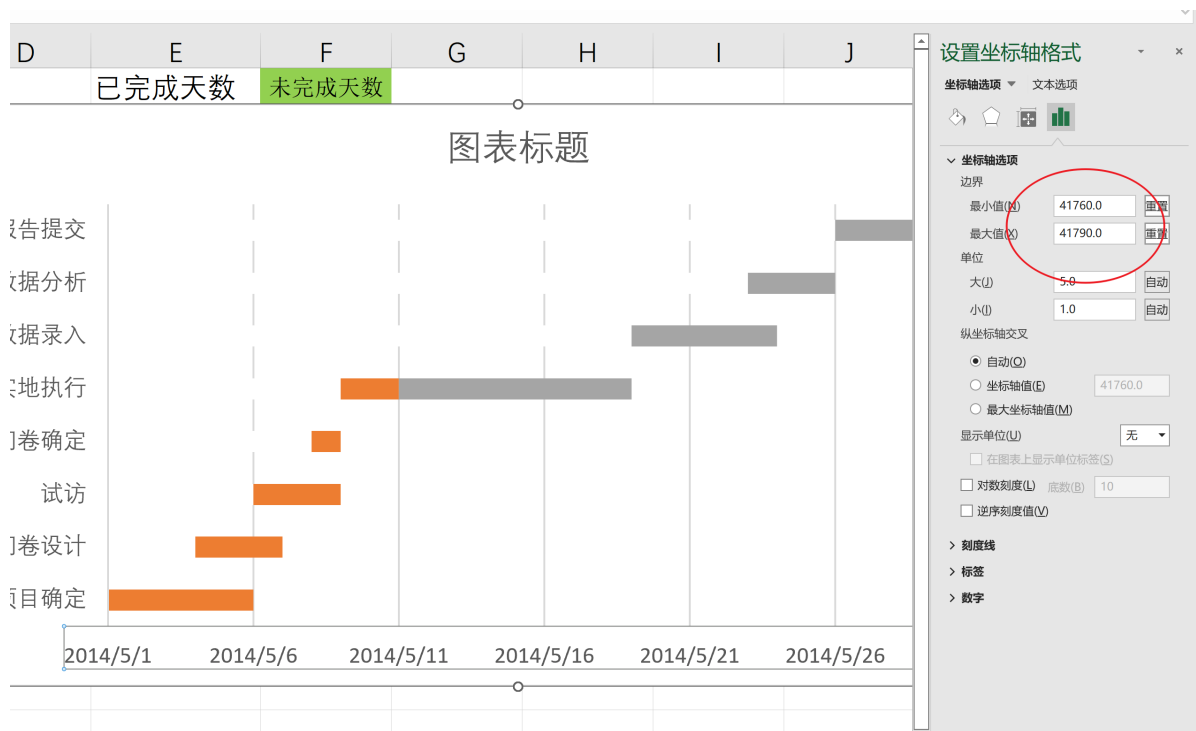 D E F G H I J
已完成天数 未完成天数
图表标题
告提交
据分析
据录入
地执行
卷确定
试访
卷设计
目确定
2014/5/1 2014/5/6 2014/5/11 2014/5/16 2014/5/21 2014/5/26
设置坐标轴格式
坐标轴选项 文本选项
坐标轴选项
边界
最小值(N) 41760.0 重置
最大值(X) 41790.0 重置
单位
大(J) 5.0 自动
小(I) 1.0 自动
纵坐标轴交叉
自动(O)
坐标轴值(E) 41760.0
最大坐标轴值(M)
显示单位(U) 无
在图表上显示单位标签(S)
对数刻度(L) 底数(B) 10
逆序刻度值(V)
刻度线
标签
数字